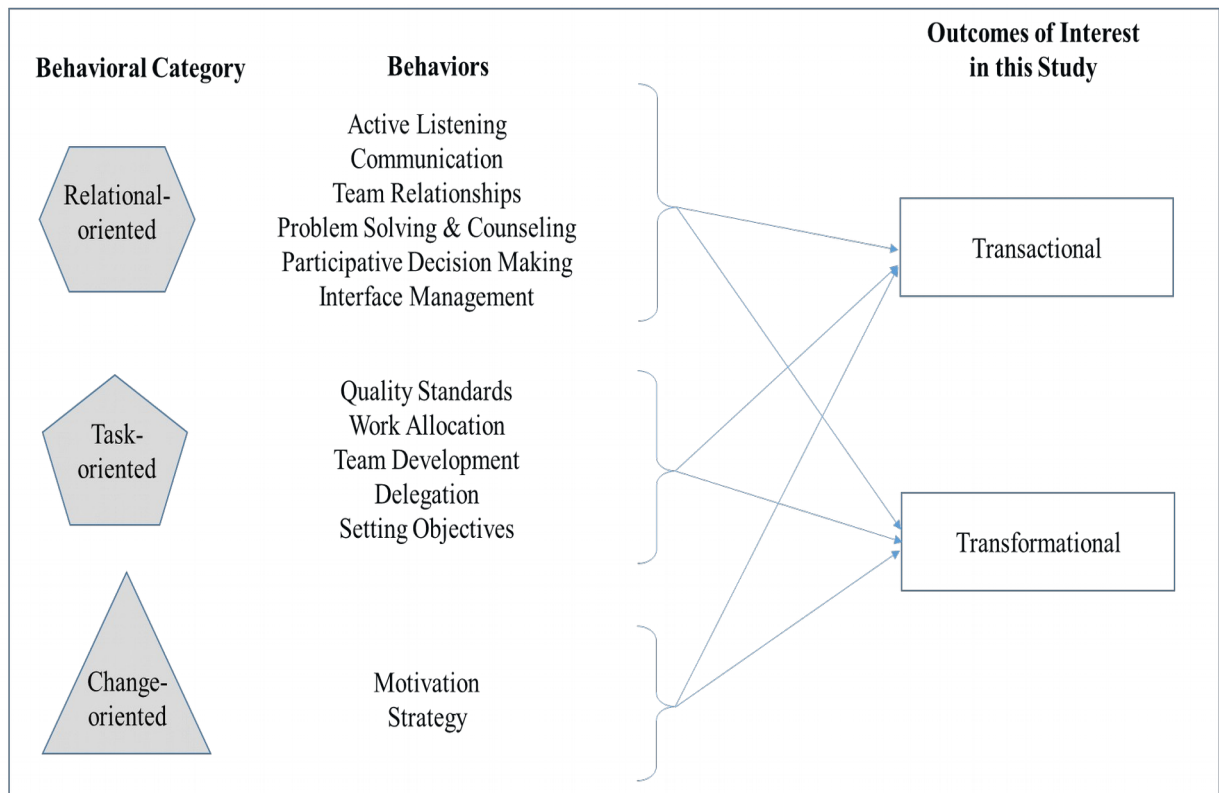 Behavioral Category
Behaviors
Outcomes of Interest
in this Study
Relational-
oriented
Active Listening
Communication
Team Relationships
Problem Solving & Counseling
Participative Decision Making
Interface Management
Transactional
Task-
oriented
Quality Standards
Work Allocation
Team Development
Delegation
Setting Objectives
Transformational
Change-
oriented
Motivation
Strategy